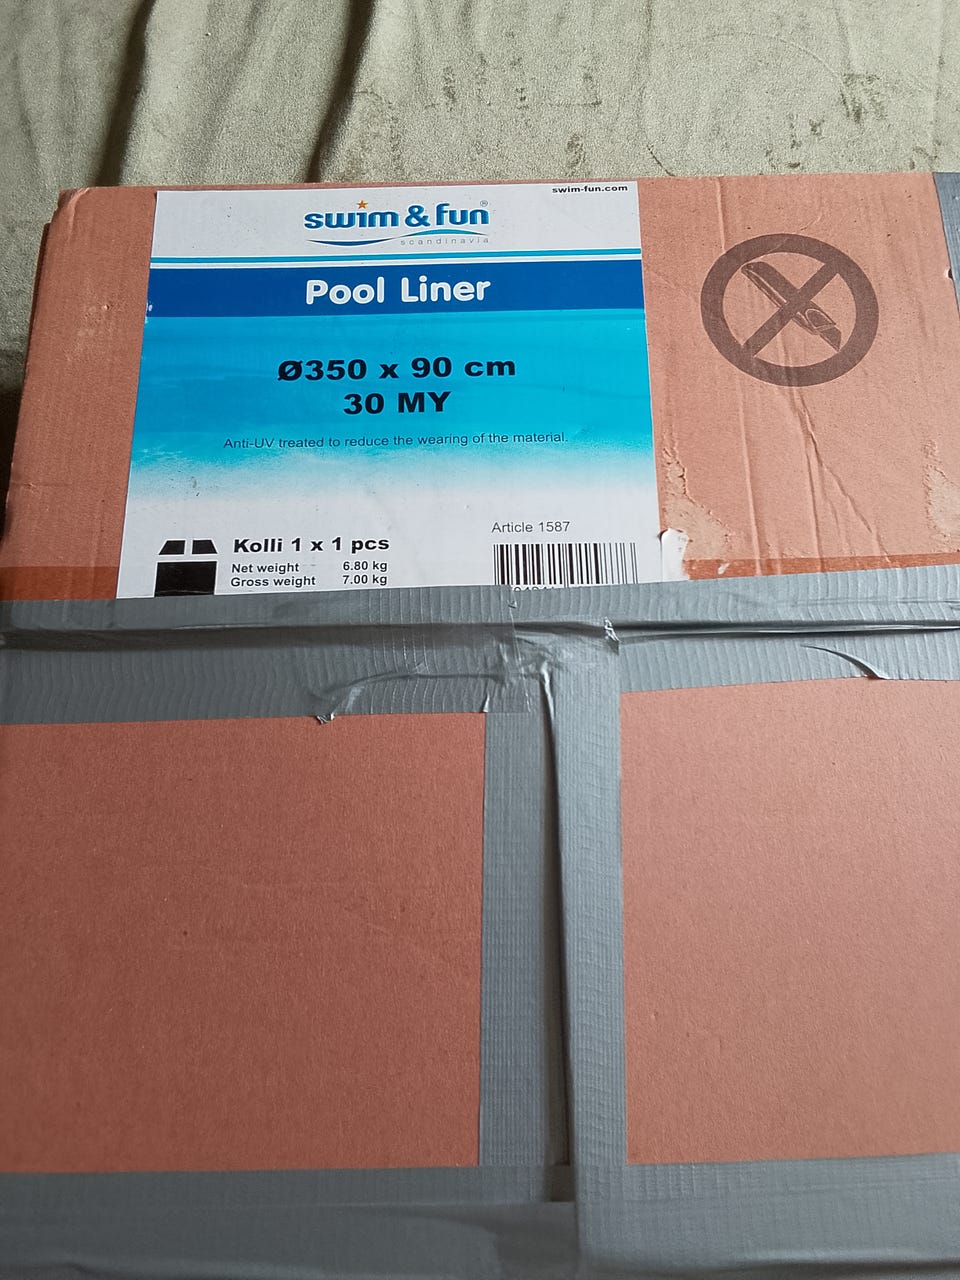 swim-fun.com
swim & fun®
scandinavia
Pool Liner
Ø350 x 90 cm
30 MY
Anti-UV treated to reduce the wearing of the material.
Article 1587
Kolli 1 x 1 pcs
Net weight 6.80 kg
Gross weight 7.00 kg